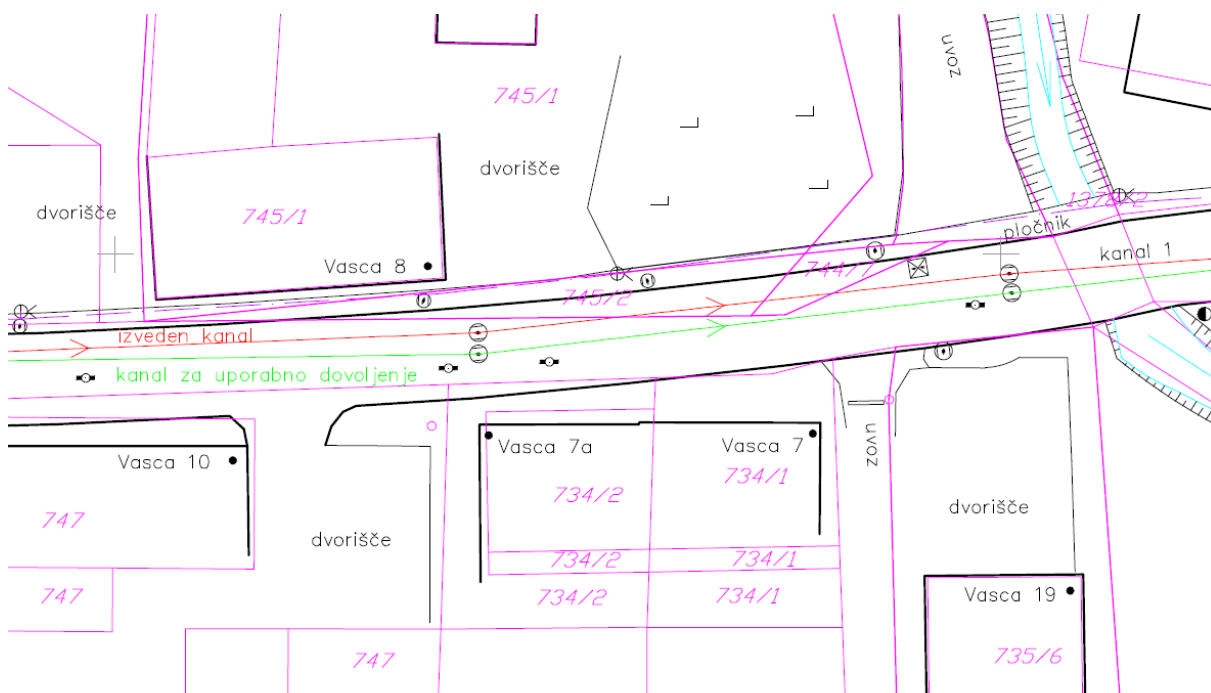 uvoz
745/1
dvorišče
1378/2
dvorišče
745/1
pločnik
kanal 1
Vasca 8
744/7
745/2
izveden kanal
kanal za uporabno dovoljenje
Vasca 10
Vasca 7a
Vasca 7
uvoz
734/1
734/2
747
dvorišče
dvorišče
734/2
734/1
747
734/2
734/1
Vasca 19
747
735/6